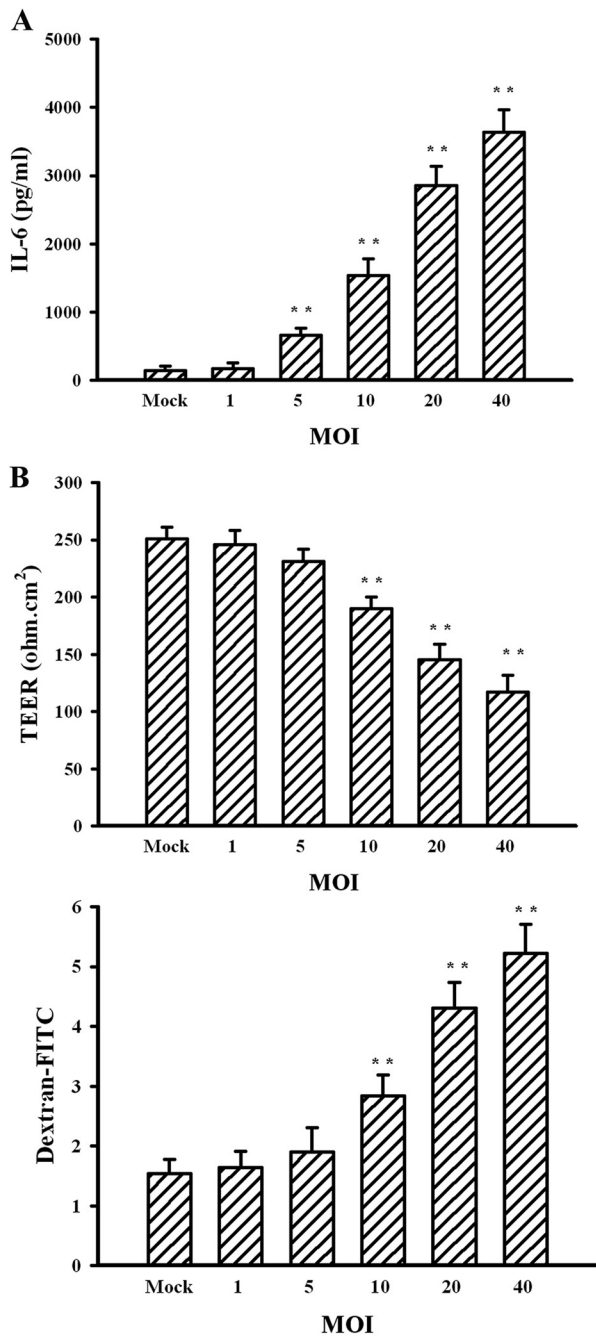 A
5000
4000
3000
2000
1000
0
IL-6 (pg/ml)
* *
* *
* *
* *
Mock 1 5 10 20 40
MOI
B
300
250
200
150
100
50
0
TEER (ohm.cm²)
* *
* *
* *
Mock 1 5 10 20 40
MOI
6
5
4
3
2
1
0
Dextran-FITC
* *
* *
* *
Mock 1 5 10 20 40
MOI